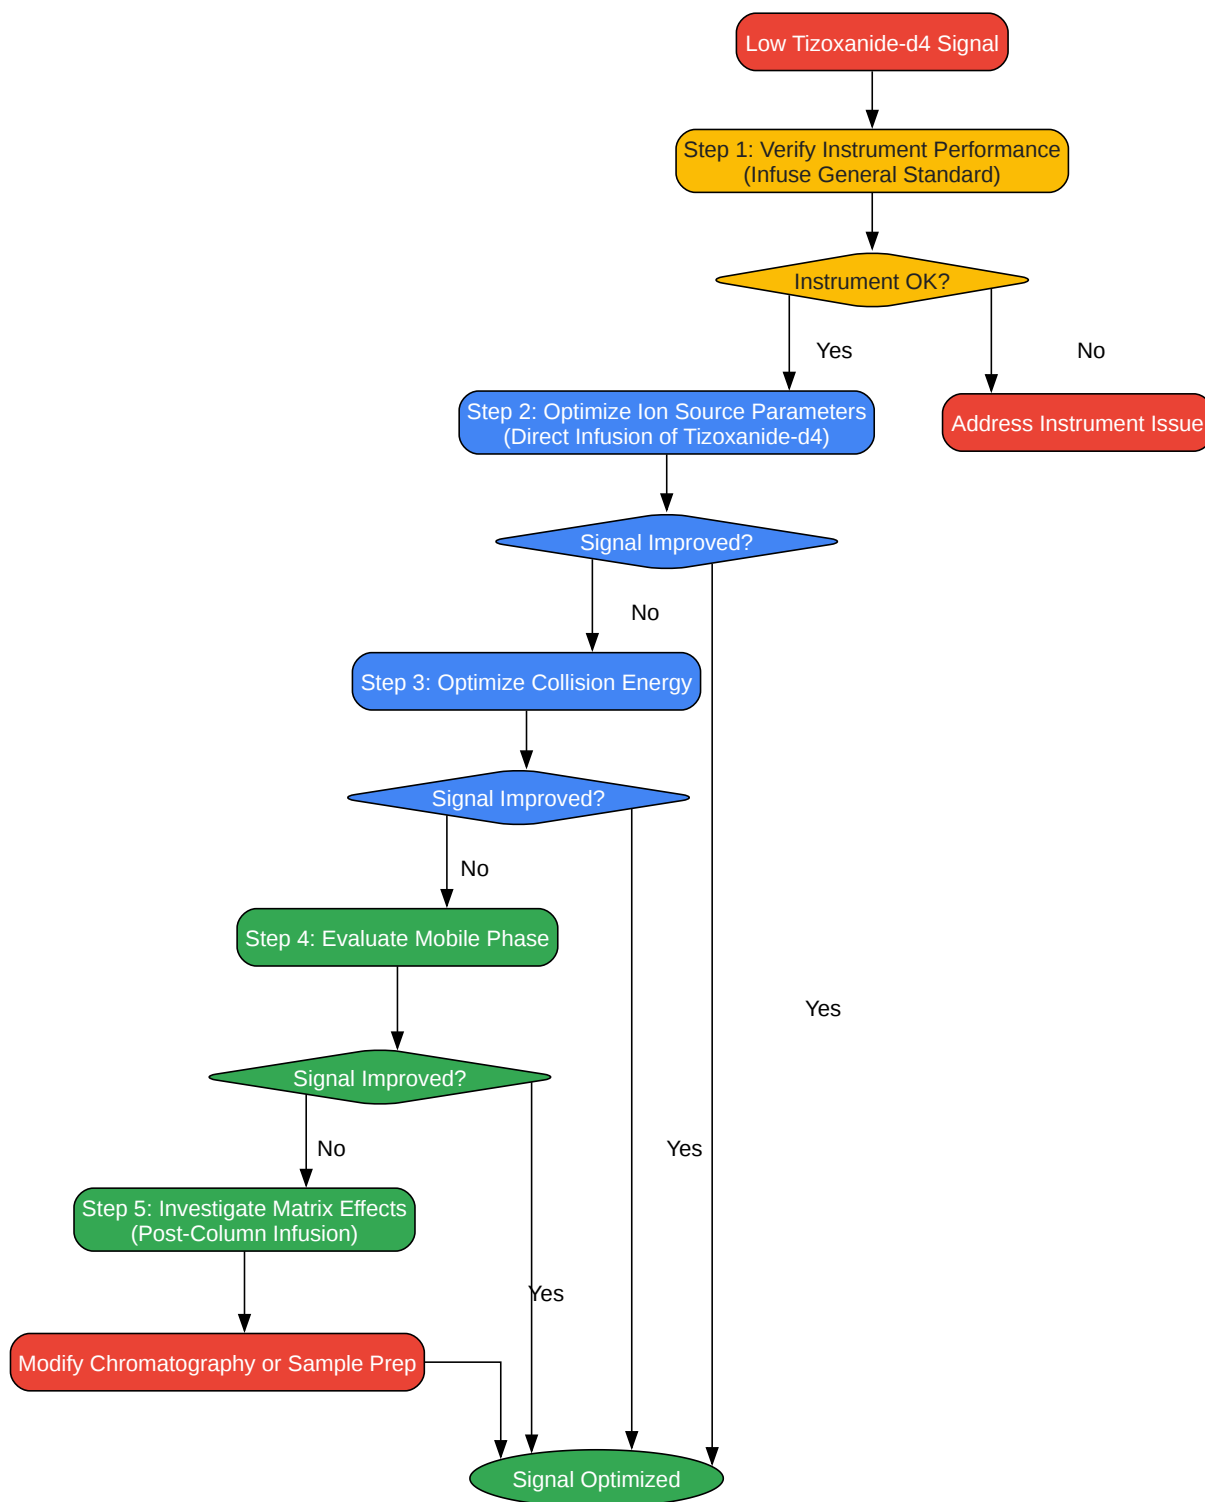 Low Tizoxanide-d4 Signal
Step 1: Verify Instrument Performance
(Infuse General Standard)
Instrument OK?
Yes
No
Step 2: Optimize Ion Source Parameters
(Direct Infusion of Tizoxanide-d4)
Address Instrument Issue
Signal Improved?
No
Step 3: Optimize Collision Energy
Signal Improved?
No
Step 4: Evaluate Mobile Phase
Yes
Signal Improved?
No
Yes
Step 5: Investigate Matrix Effects
(Post-Column Infusion)
Yes
Modify Chromatography or Sample Prep
Signal Optimized